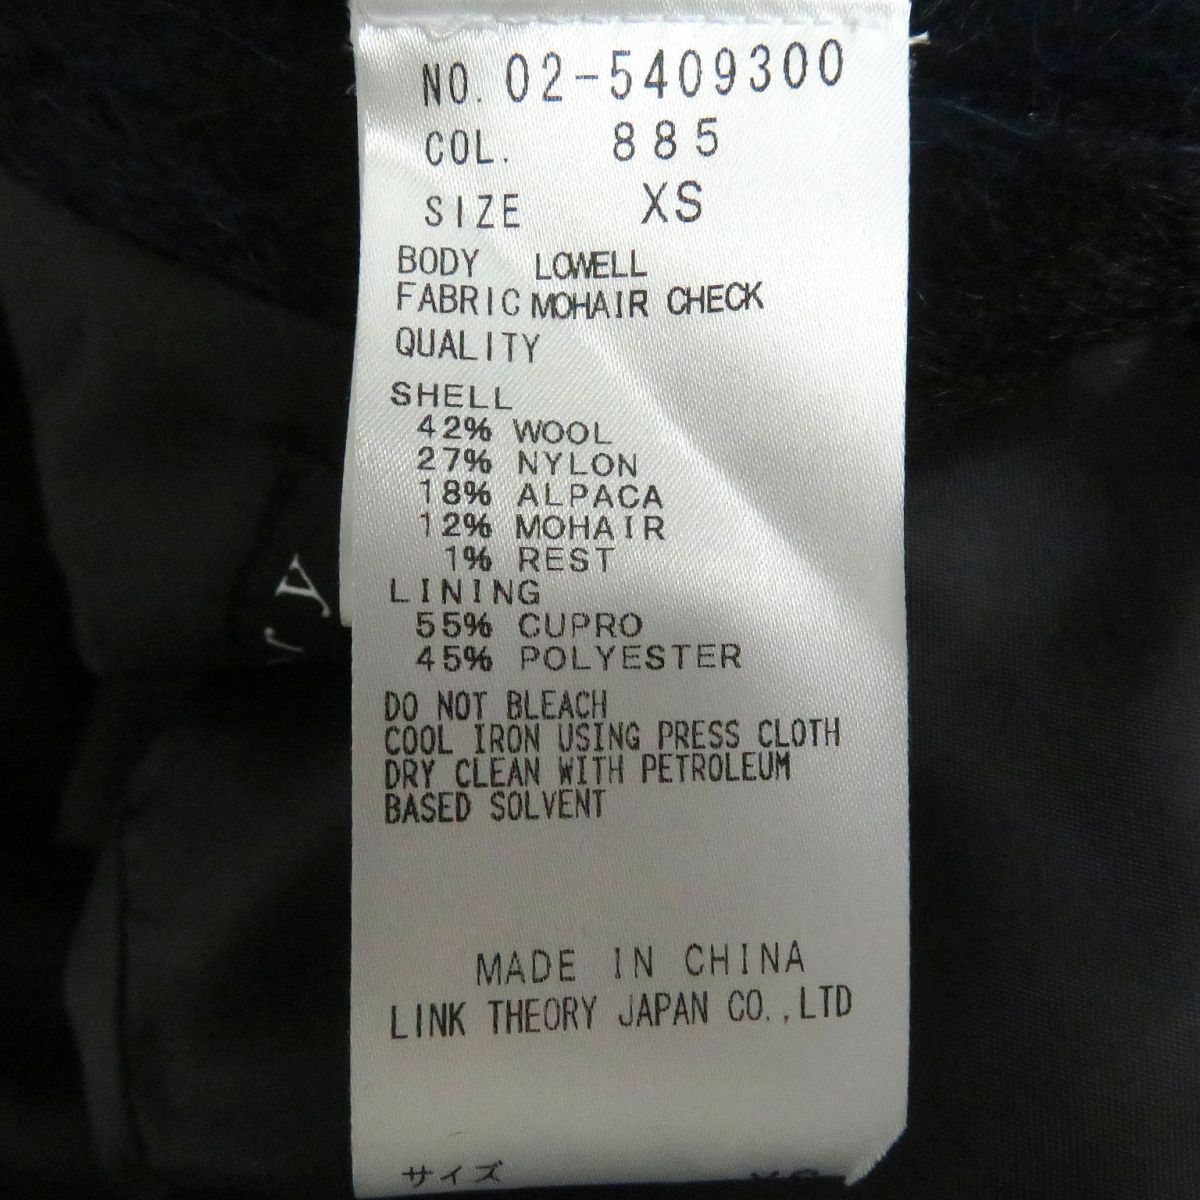 NO. 02-5409300
COL. 885
SIZE XS
BODY LOWELL
FABRIC MOHAIR CHECK
QUALITY
SHELL
42% WOOL
27% NYLON
18% ALPACA
12% MOHAIR
1% REST
LINING
55% CUPRO
45% POLYESTER
DO NOT BLEACH
COOL IRON USING PRESS CLOTH
DRY CLEAN WITH PETROLEUM
BASED SOLVENT
MADE IN CHINA
LINK THEORY JAPAN CO.,LTD
サイズ XS